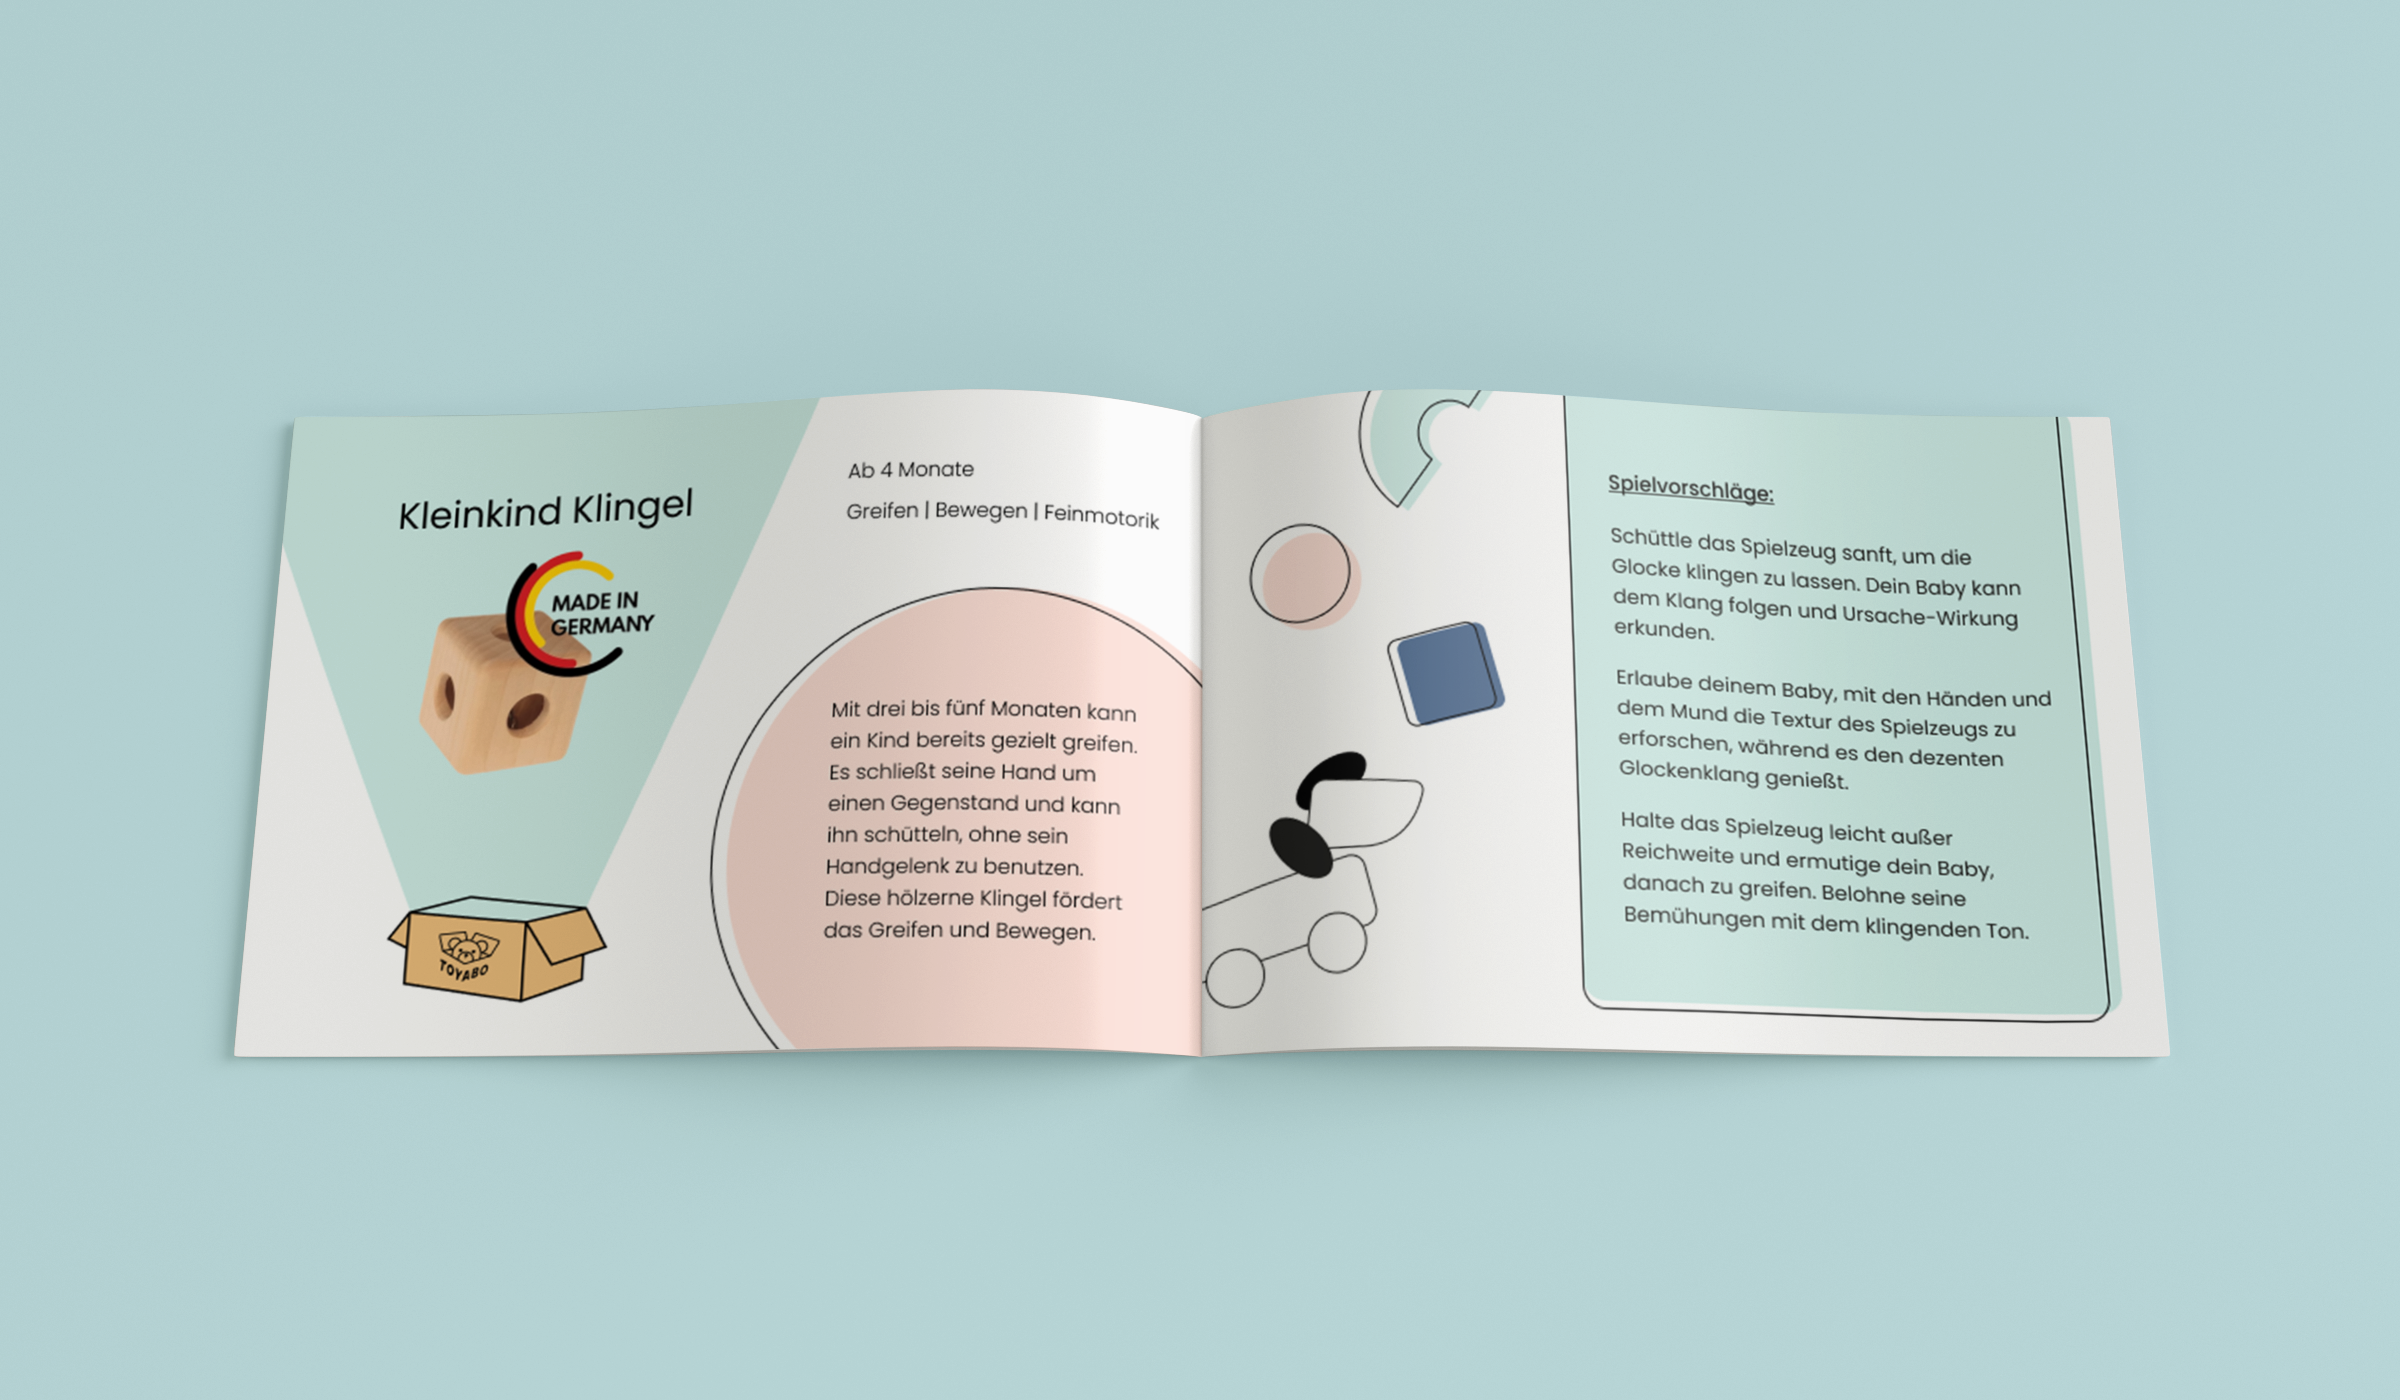 Kleinkind Klingel
MADE IN
GERMANY
TOYABO
Ab 4 Monate
Greifen | Bewegen | Feinmotorik
Mit drei bis fünf Monaten kann
ein Kind bereits gezielt greifen.
Es schließt seine Hand um
einen Gegenstand und kann
ihn schütteln, ohne sein
Handgelenk zu benutzen.
Diese hölzerne Klingel fördert
das Greifen und Bewegen.
Spielvorschläge:
Schüttle das Spielzeug sanft, um die
Glocke klingen zu lassen. Dein Baby kann
dem Klang folgen und Ursache-Wirkung
erkunden.
Erlaube deinem Baby, mit den Händen und
dem Mund die Textur des Spielzeugs zu
erforschen, während es den dezenten
Glockenklang genießt.
Halte das Spielzeug leicht außer
Reichweite und ermutige dein Baby,
danach zu greifen. Belohne seine
Bemühungen mit dem klingenden Ton.